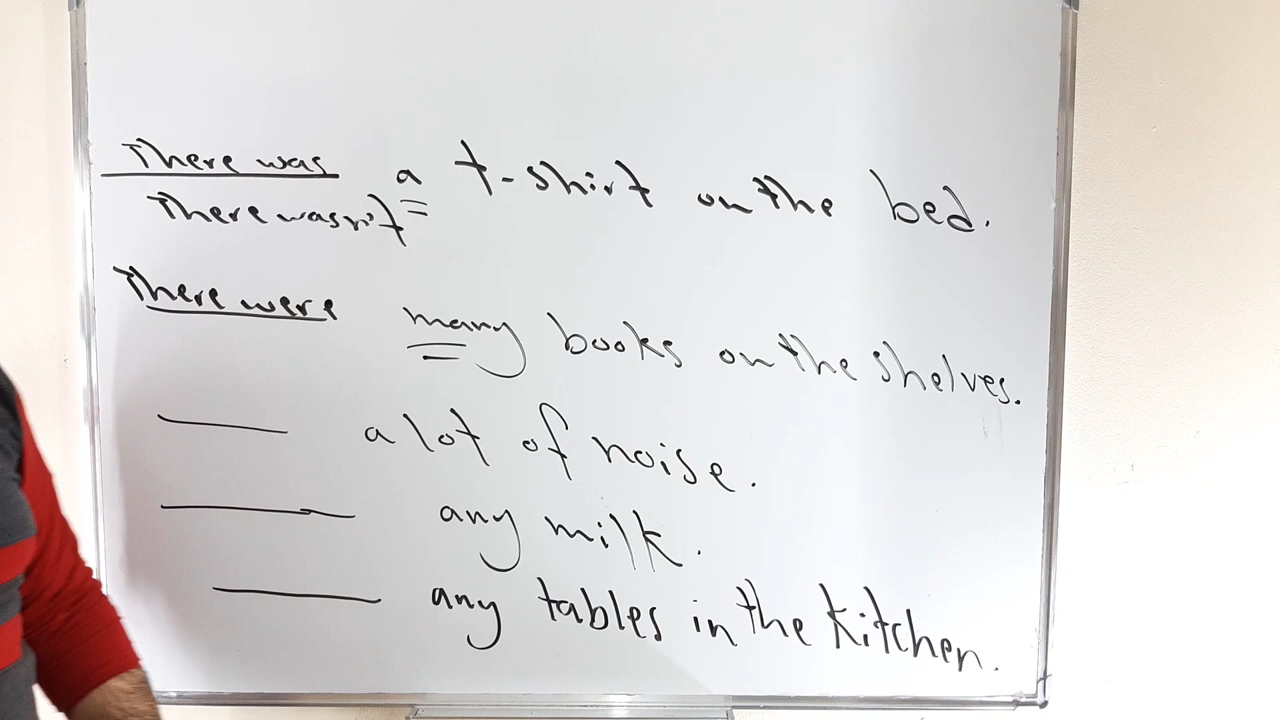 There was a t-shirt on the bed.
There wasn't
There were many books on the shelves.
a lot of noise.
any milk.
any tables in the kitchen.